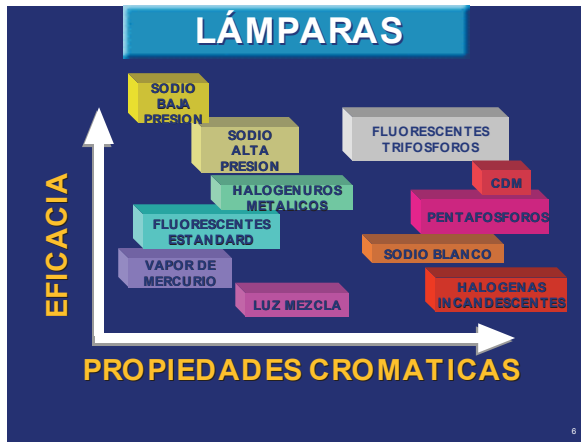 LÁMPARAS
SODIO
BAJA
PRESION
SODIO
ALTA
PRESION
FLUORESCENTES
TRIFOSFOROS
CDM
HALOGENUROS
METALICOS
PENTAFOSFOROS
FLUORESCENTES
ESTANDARD
SODIO BLANCO
VAPOR DE
MERCURIO
HALOGENAS
INCANDESCENTES
LUZ MEZCLA
EFICACIA
PROPIEDADES CROMATICAS
6